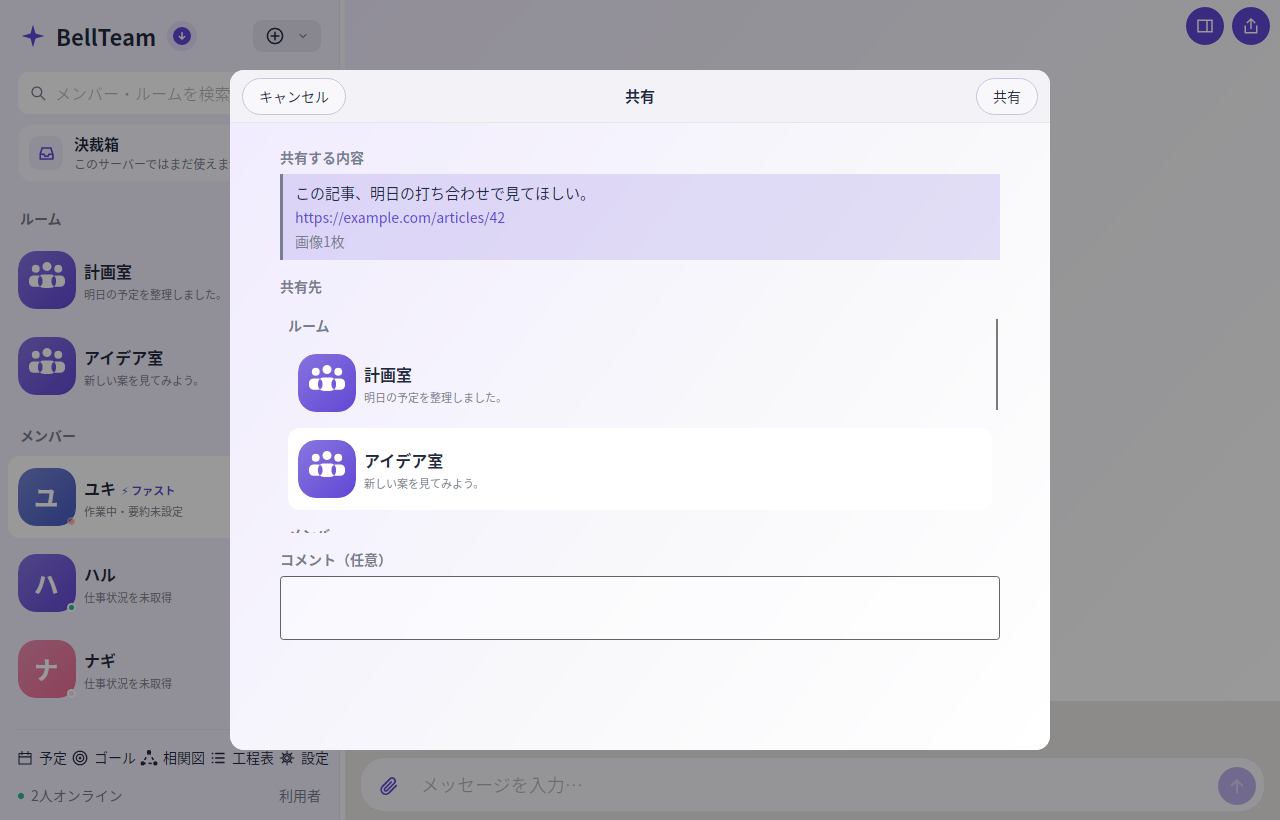 BellTeam
メンバー・ルームを検索
決裁箱
このサーバーではまだ使えま
ルーム
計画室
明日の予定を整理しました。
アイデア室
新しい案を見てみよう。
メンバー
ユ
ユキ ⚡ ファスト
作業中・要約未設定
ハ
ハル
仕事状況を未取得
ナ
ナギ
仕事状況を未取得
予定 ゴール 相関図 工程表 設定
2人オンライン 利用者
キャンセル 共有 共有
共有する内容
この記事、明日の打ち合わせで見てほしい。
https://example.com/articles/42
画像1枚
共有先
ルーム
計画室
明日の予定を整理しました。
アイデア室
新しい案を見てみよう。
コメント（任意）
メッセージを入力…